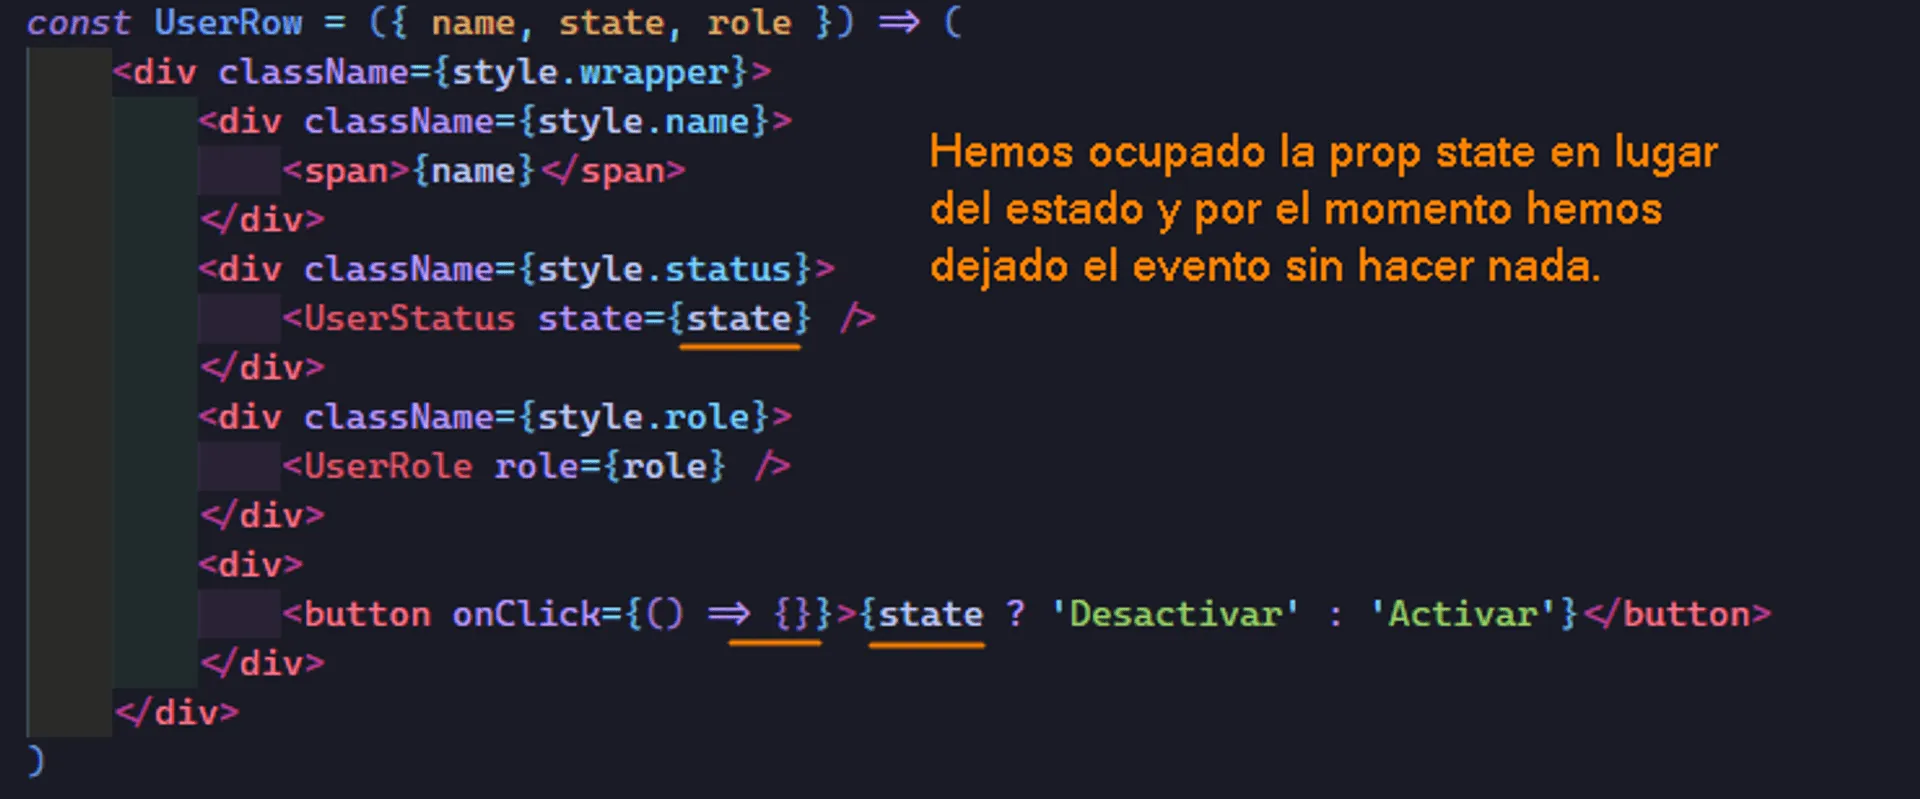 const UserRow = ({ name, state, role }) => (
<div className={style.wrapper}>
<div className={style.name}>
<span>{name}</span>
</div>
<div className={style.status}>
<UserStatus state={state} />
</div>
<div className={style.role}>
<UserRole role={role} />
</div>
<div>
<button onClick={() => {}}>{state ? 'Desactivar' : 'Activar'}</button>
</div>
</div>
)
Hemos ocupado la prop state en lugar
del estado y por el momento hemos
dejado el evento sin hacer nada.